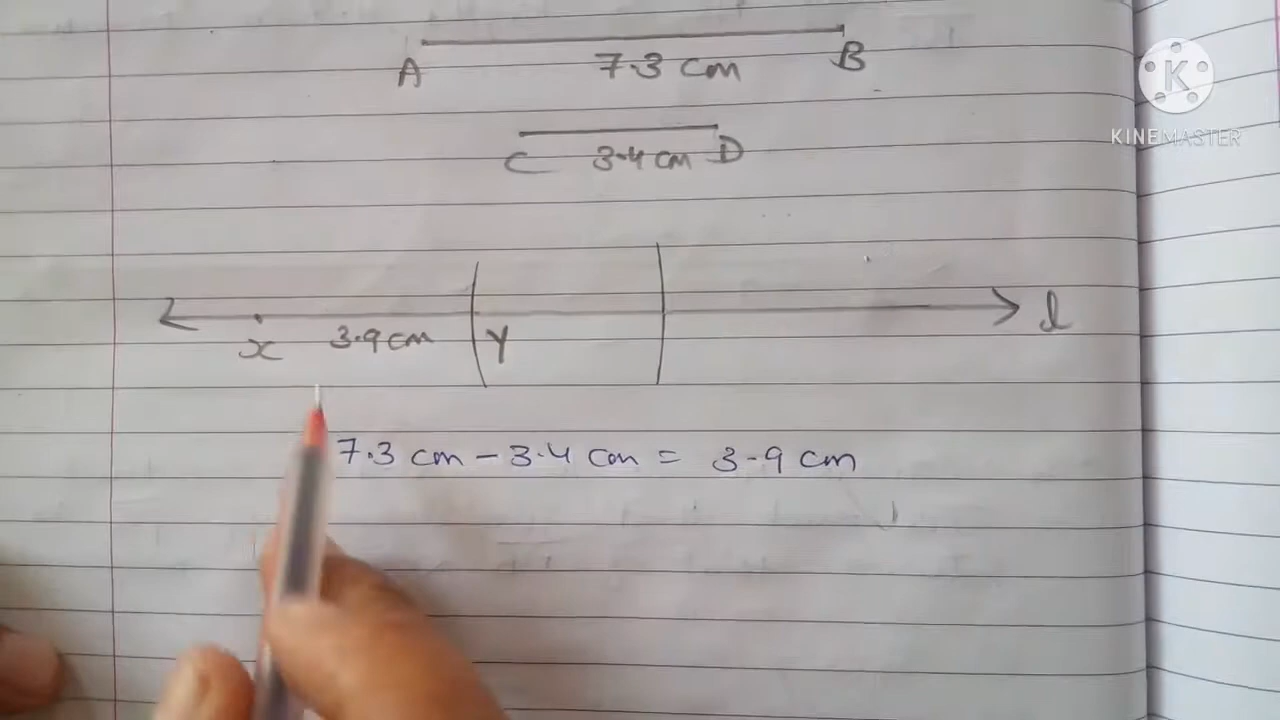 A 7.3 cm B
C 3.4 cm D
x 3.9 cm Y l
7.3 cm - 3.4 cm = 3.9 cm
K
KINEMASTER